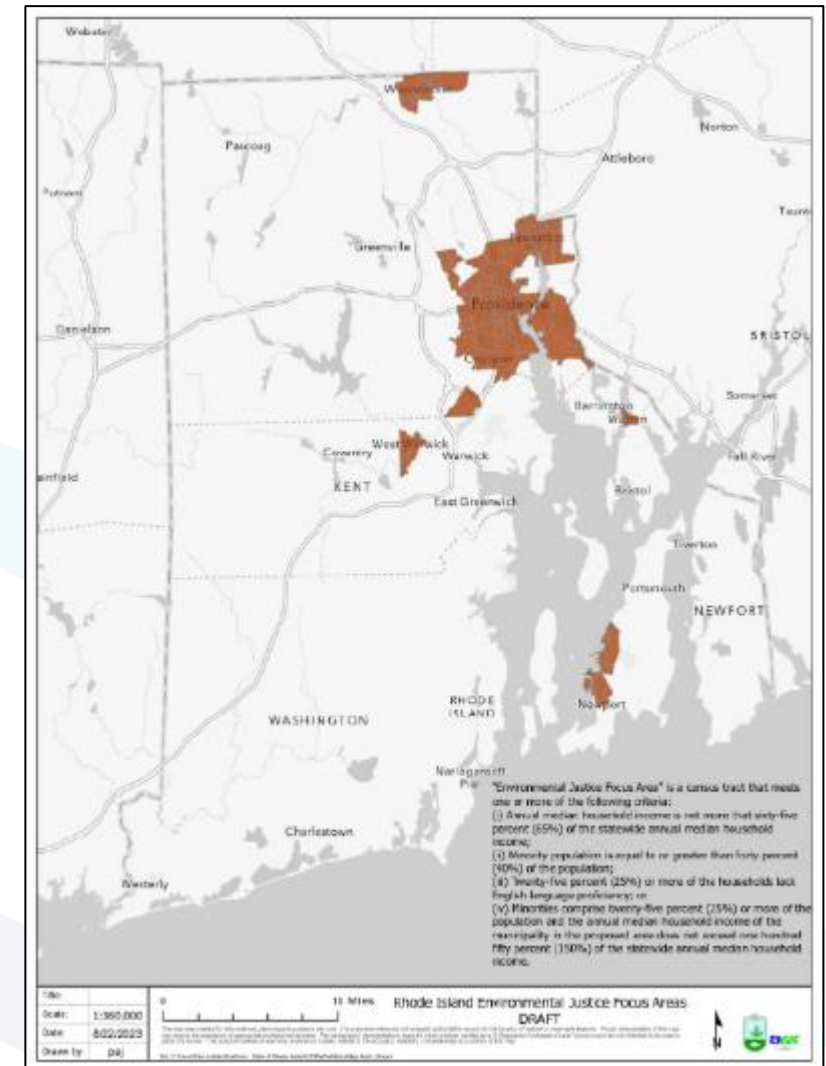 Webster
Norton
Pascoag
Attleboro
Putnam
Greenville
Providence
Danielson
BRISTOL
Cranston
Barrington
Somerset
Warren
West Warwick
Coventry
Warwick
Fall River
KENT
Bristol
East Greenwich
Tiverton
Portsmouth
NEWPORT
RHODE
ISLAND
Newport
WASHINGTON
Narragansett
Pier
Charlestown
Westerly
"Environmental Justice Focus Area" is a census tract that meets
one or more of the following criteria:
(i) Annual median household income is not more that sixty-five
percent (65%) of the statewide annual median household
income;
(ii) Minority population is equal to or greater than forty percent
(40%) of the population;
(iii) Twenty-five percent (25%) or more of the households lack
English language proficiency; or
(iv) Minorities comprise twenty-five percent (25%) or more of the
population and the annual median household income of the
municipality in the proposed area does not exceed one hundred
fifty percent (150%) of the statewide annual median household
income.
Title:
Scale: 1:360,000
Date: 8/22/2023
Drawn by: paj
0 10 Miles
Rhode Island Environmental Justice Focus Areas
DRAFT
N